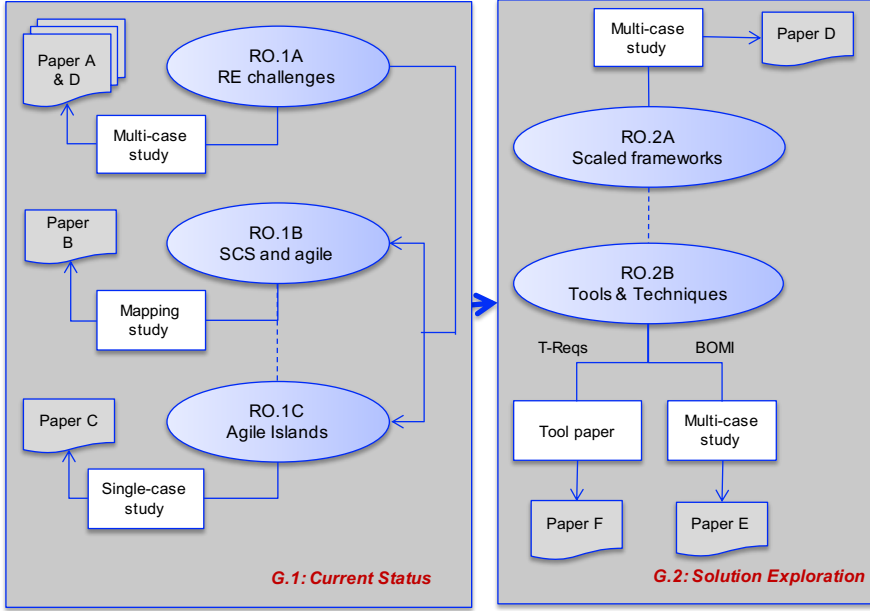 Paper A
& D
RO.1A
RE challenges
Multi-case
study
Paper
B
RO.1B
SCS and agile
Mapping
study
Paper C
RO.1C
Agile Islands
Single-case
study
G.1: Current Status
Multi-case
study
Paper D
RO.2A
Scaled frameworks
RO.2B
Tools & Techniques
T-Reqs
BOMI
Tool paper
Multi-case
study
Paper F
Paper E
G.2: Solution Exploration